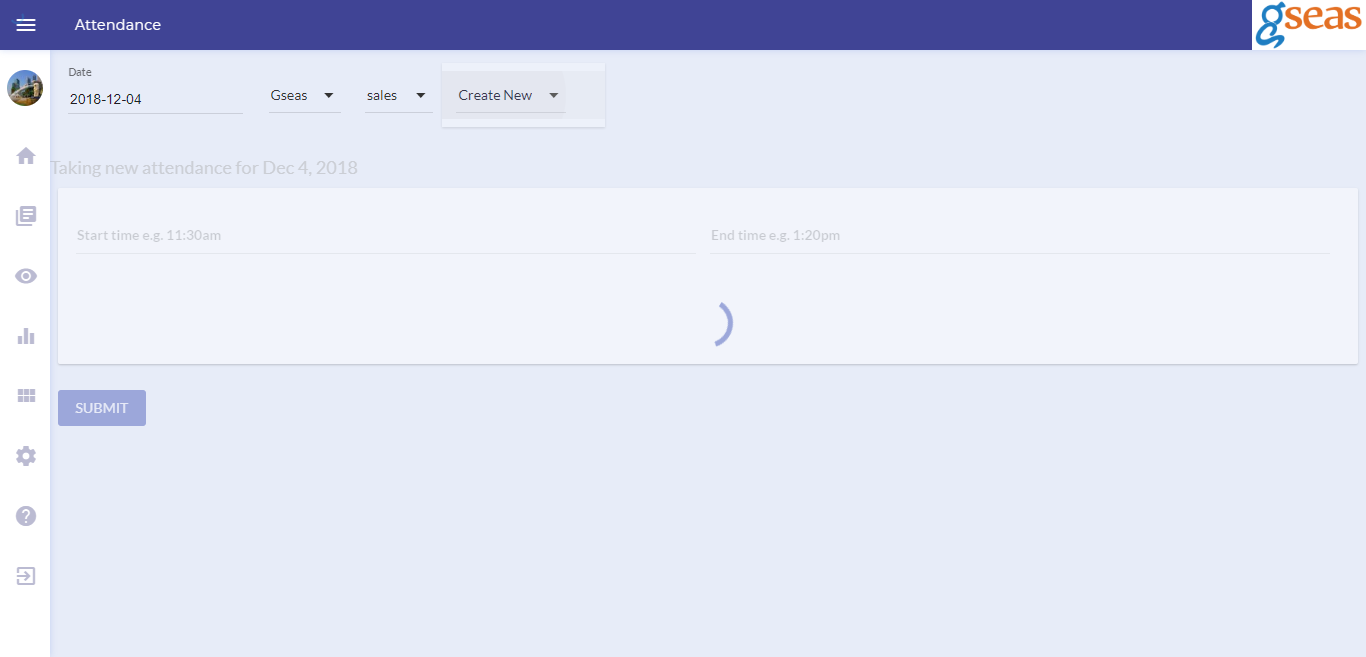 Attendance
gseas
Date
2018-12-04
Gseas
sales
Create New
Taking new attendance for Dec 4, 2018
Start time e.g. 11:30am
End time e.g. 1:20pm
SUBMIT